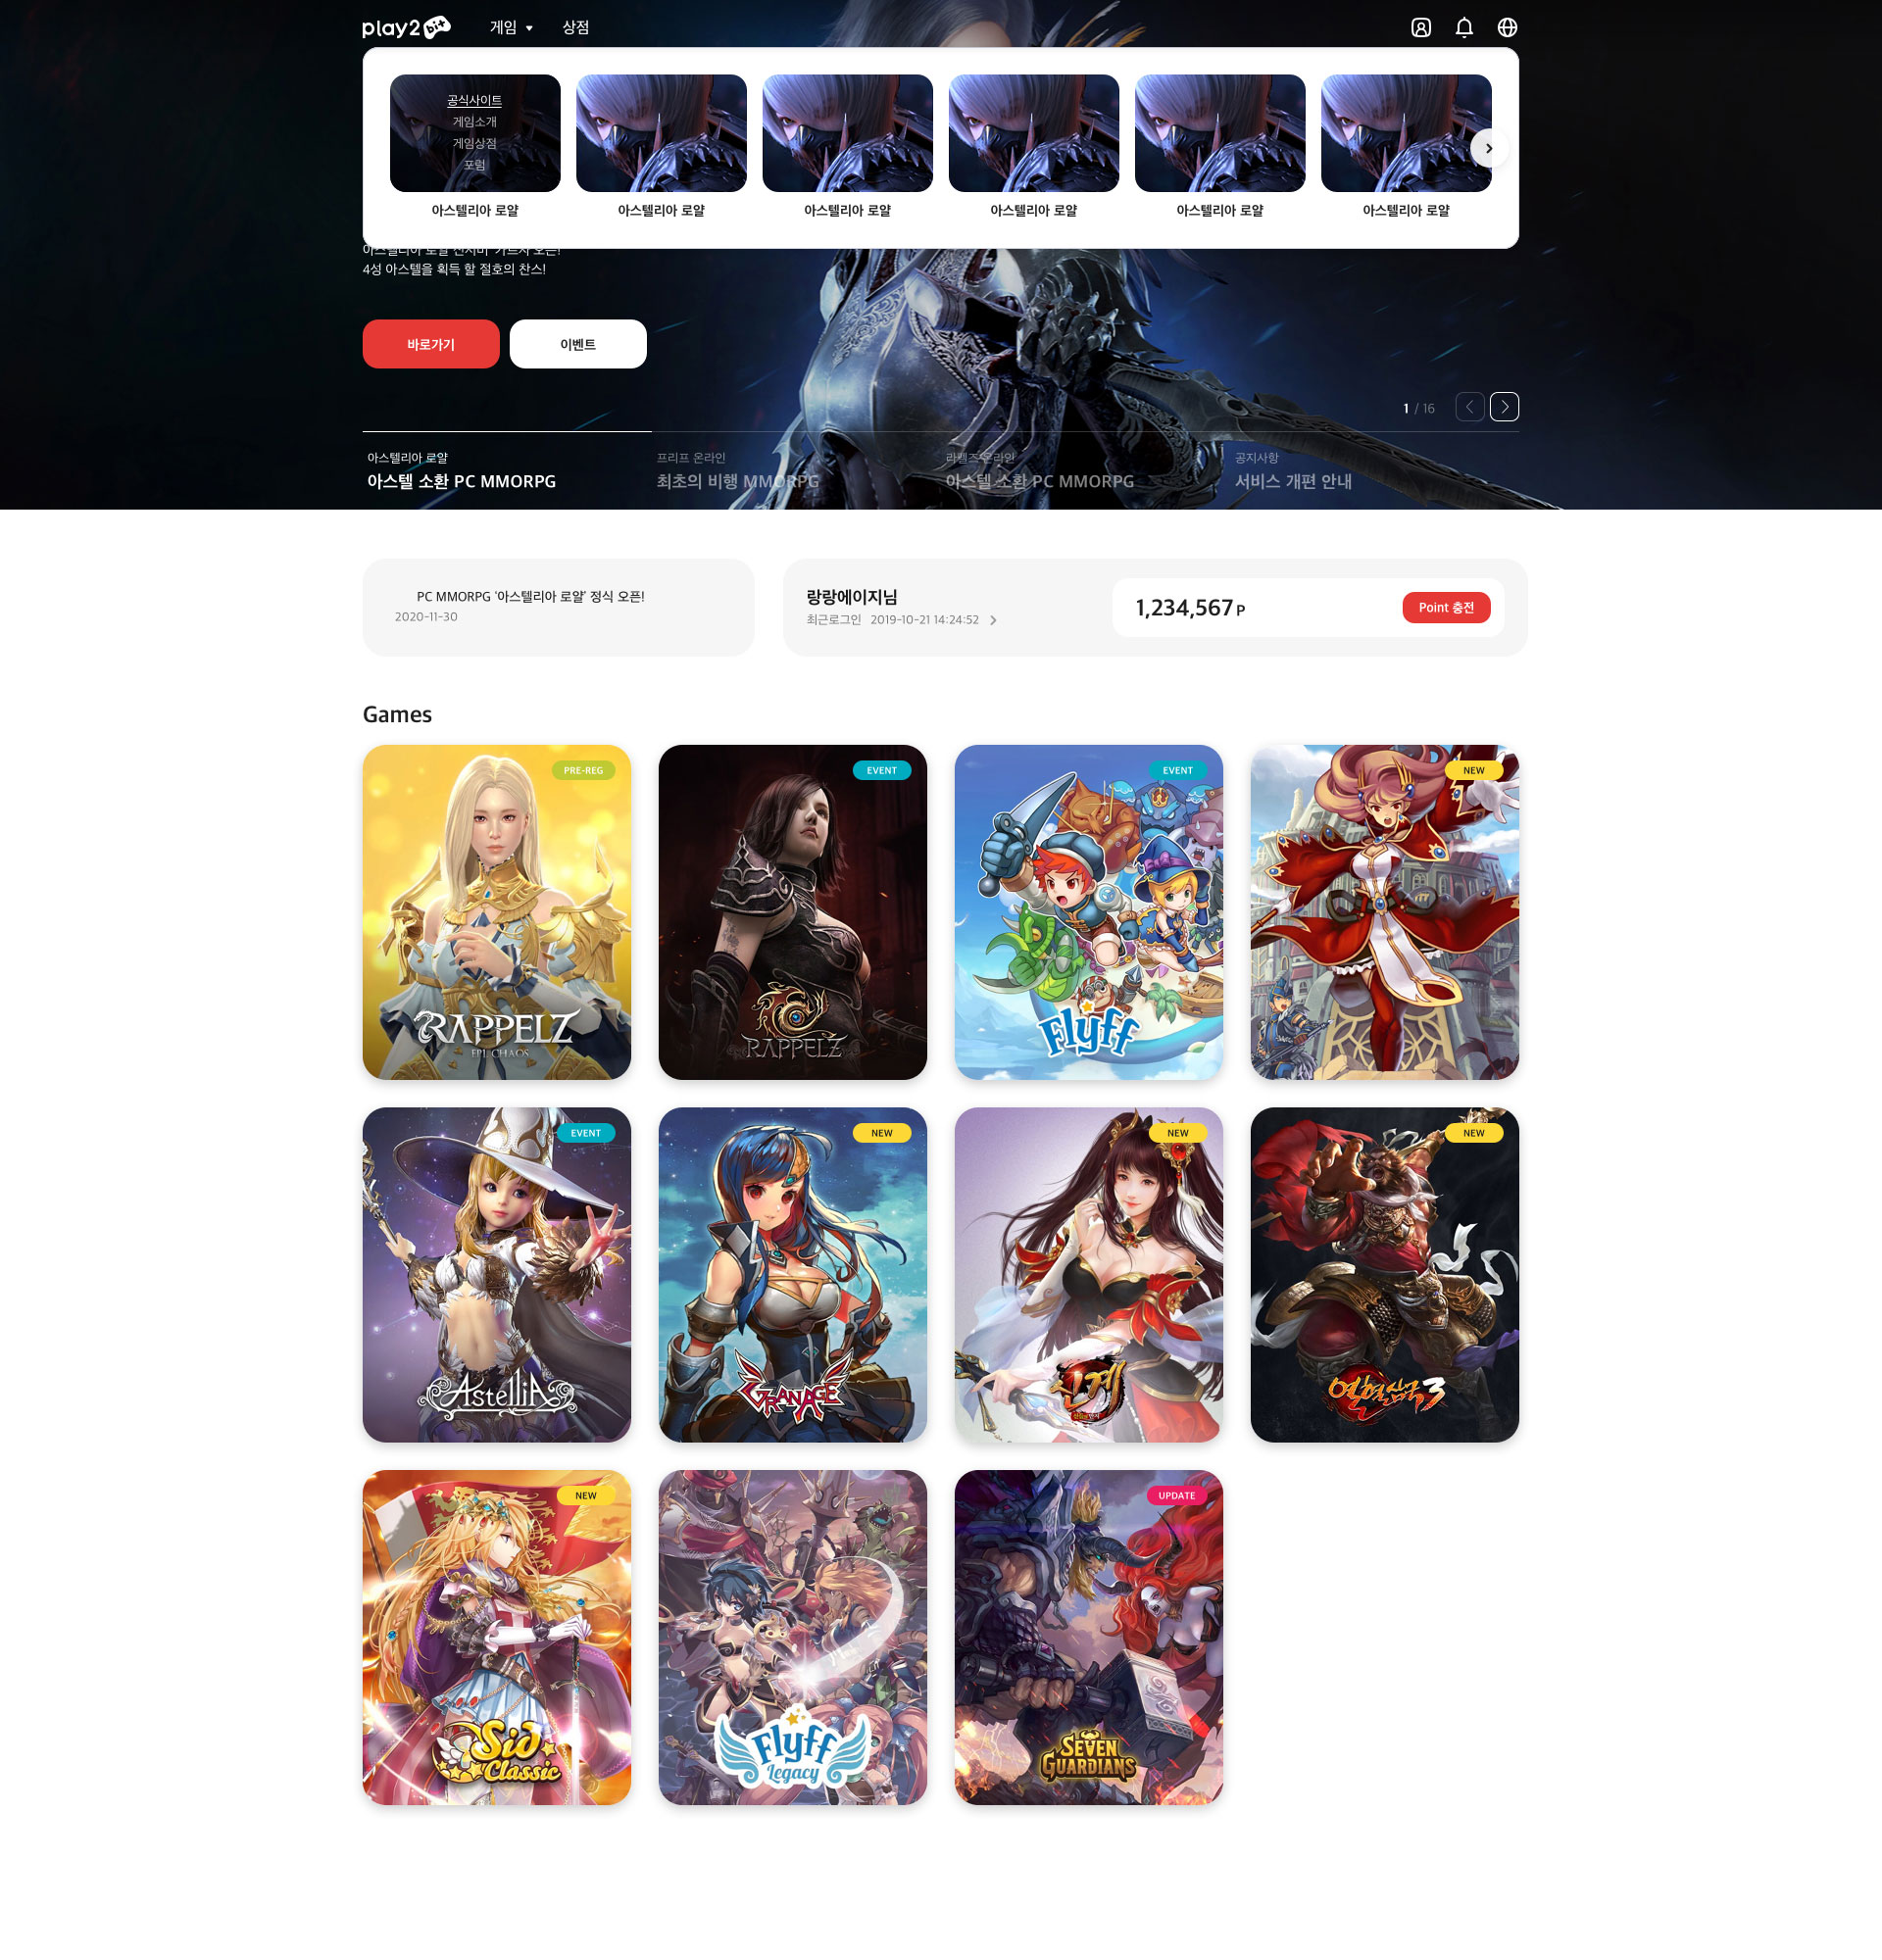 play2bit
게임
상점
공식사이트
게임소개
게임상점
포럼
아스텔리아 로얄
아스텔리아 로얄
아스텔리아 로얄
아스텔리아 로얄
아스텔리아 로얄
아스텔리아 로얄
4성 아스텔을 획득 할 절호의 찬스!
바로가기
이벤트
1 / 16
아스텔리아 로얄
아스텔 소환 PC MMORPG
프리프 온라인
최초의 비행 MMORPG
라펠즈 온라인
아스텔 소환 PC MMORPG
공지사항
서비스 개편 안내
PC MMORPG ‘아스텔리아 로얄’ 정식 오픈!
2020-11-30
랑랑에이지님
최근로그인 2019-10-21 14:24:52
1,234,567 P
Point 충전
Games
PRE-REG
RAPPELZ
EPI. CHAOS
EVENT
RAPPELZ
EVENT
Flyff
NEW
EVENT
AstelliA
NEW
GRANAGE
NEW
신계
NEW
열혈삼국3
NEW
Sid
Classic
Flyff
Legacy
UPDATE
SEVEN
GUARDIANS